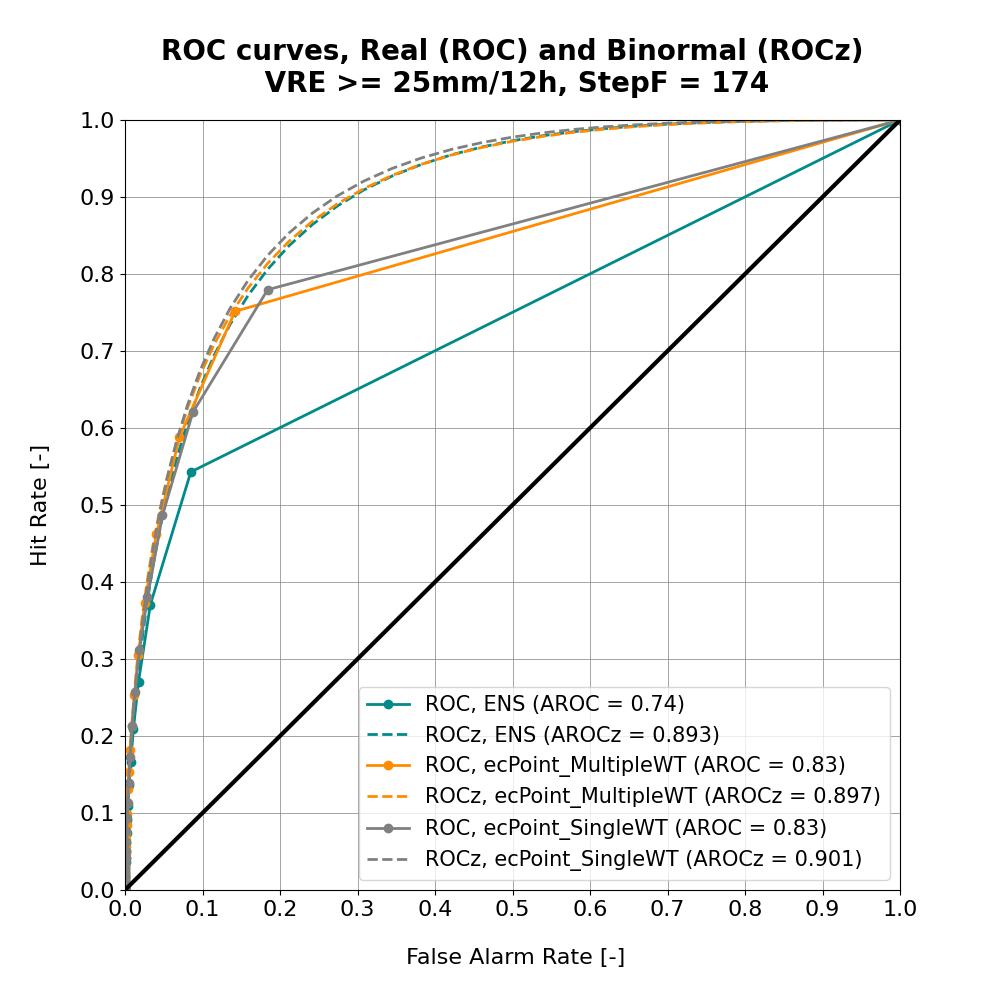 ROC curves, Real (ROC) and Binormal (ROCz)
VRE >= 25mm/12h, StepF = 174
1.0
0.9
0.8
0.7
0.6
0.5
0.4
0.3
0.2
0.1
0.0
Hit Rate [-]
ROC, ENS (AROC = 0.74)
ROCz, ENS (AROCz = 0.893)
ROC, ecPoint_MultipleWT (AROC = 0.83)
ROCz, ecPoint_MultipleWT (AROCz = 0.897)
ROC, ecPoint_SingleWT (AROC = 0.83)
ROCz, ecPoint_SingleWT (AROCz = 0.901)
0.0 0.1 0.2 0.3 0.4 0.5 0.6 0.7 0.8 0.9 1.0
False Alarm Rate [-]